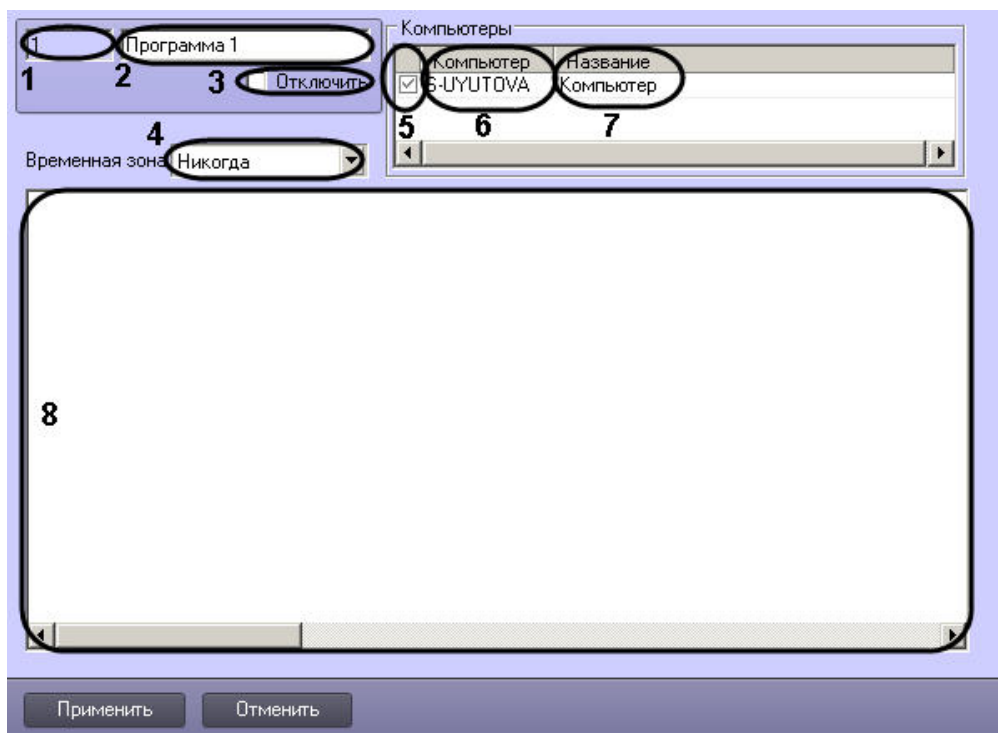 1 Программа 1
1 2 3 Отключить
4
Временная зона Никогда
Компьютеры
Компьютер Название
S-UYUTOVA Компьютер
5 6 7
8
Применить Отменить